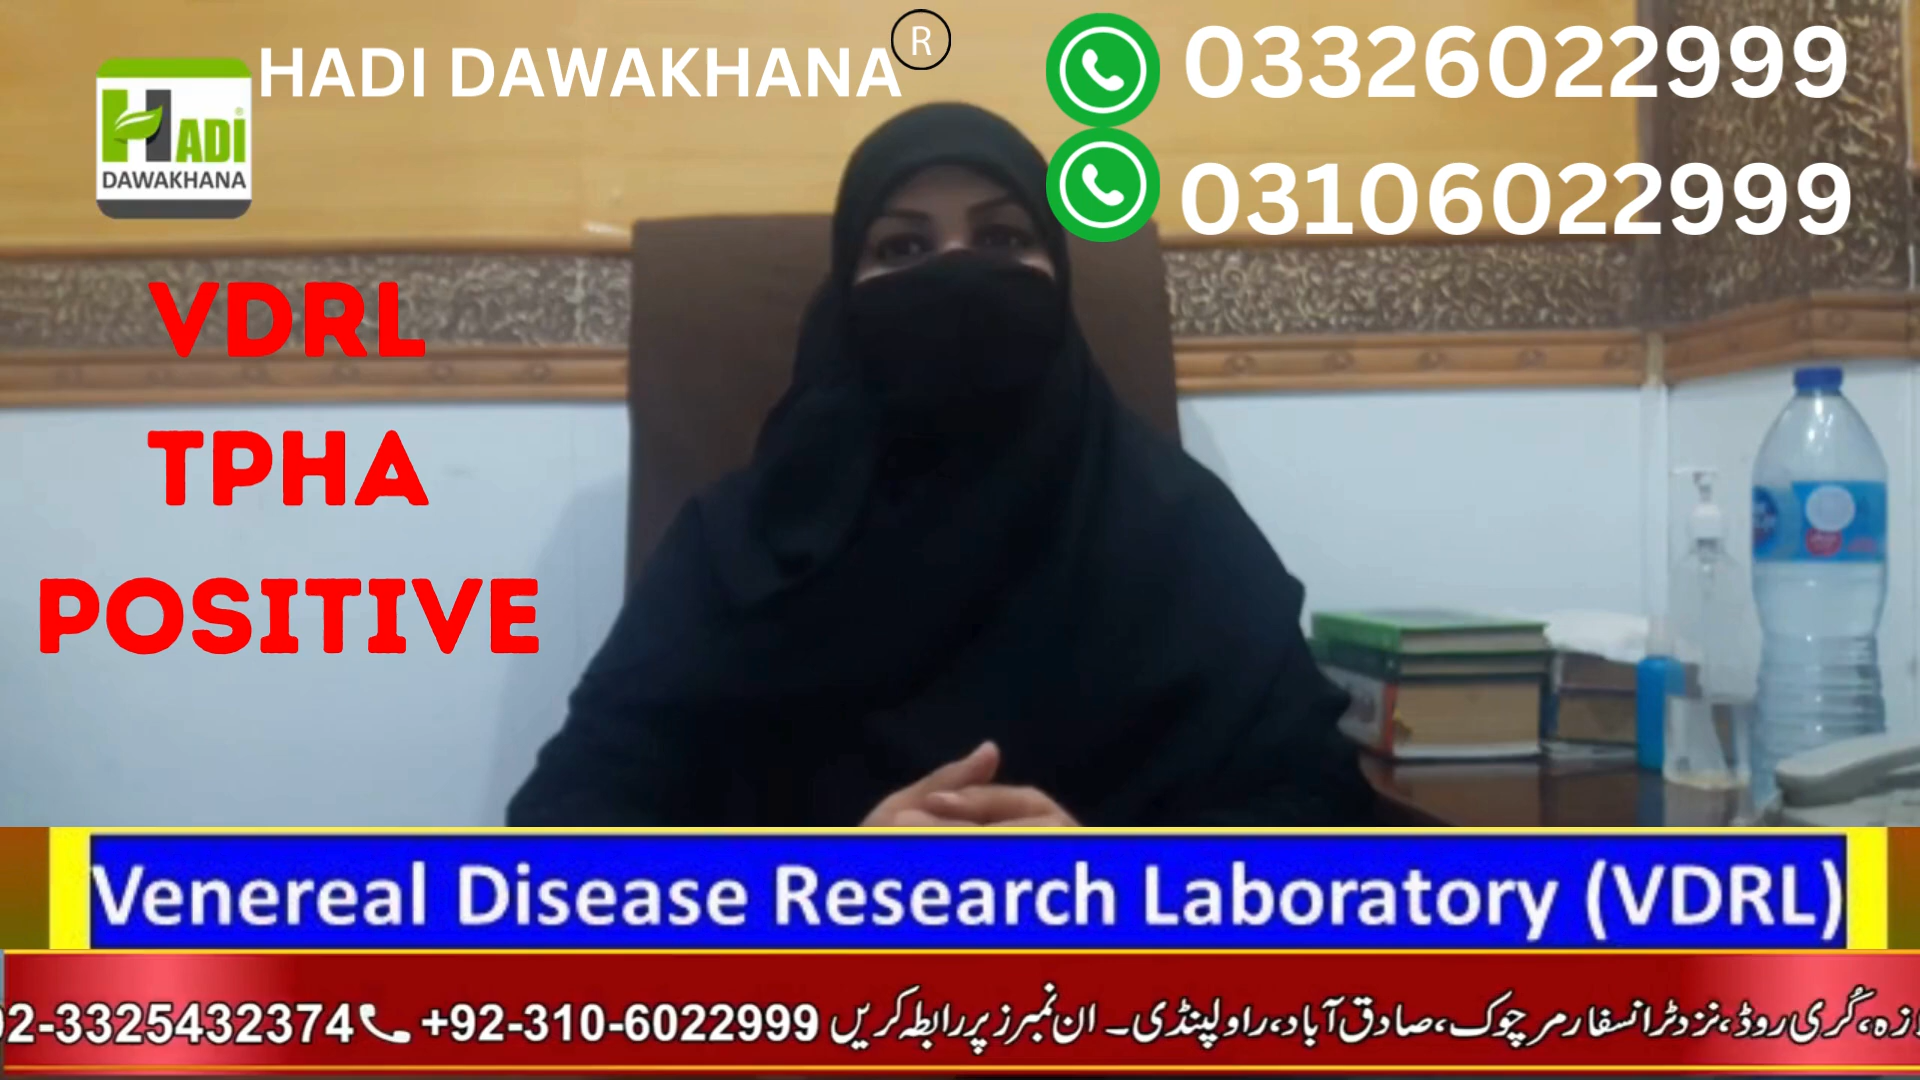 HADI DAWAKHANA®
HADI®
DAWAKHANA
03326022999
03106022999
VDRL
TPHA
POSITIVE
Venereal Disease Research Laboratory (VDRL)
گری روڈ، نزد ٹرانسفارمر چوک، صادق آباد، راولپنڈی۔ ان نمبرز پر رابطہ کریں +92-310-6022999 2-3325432374